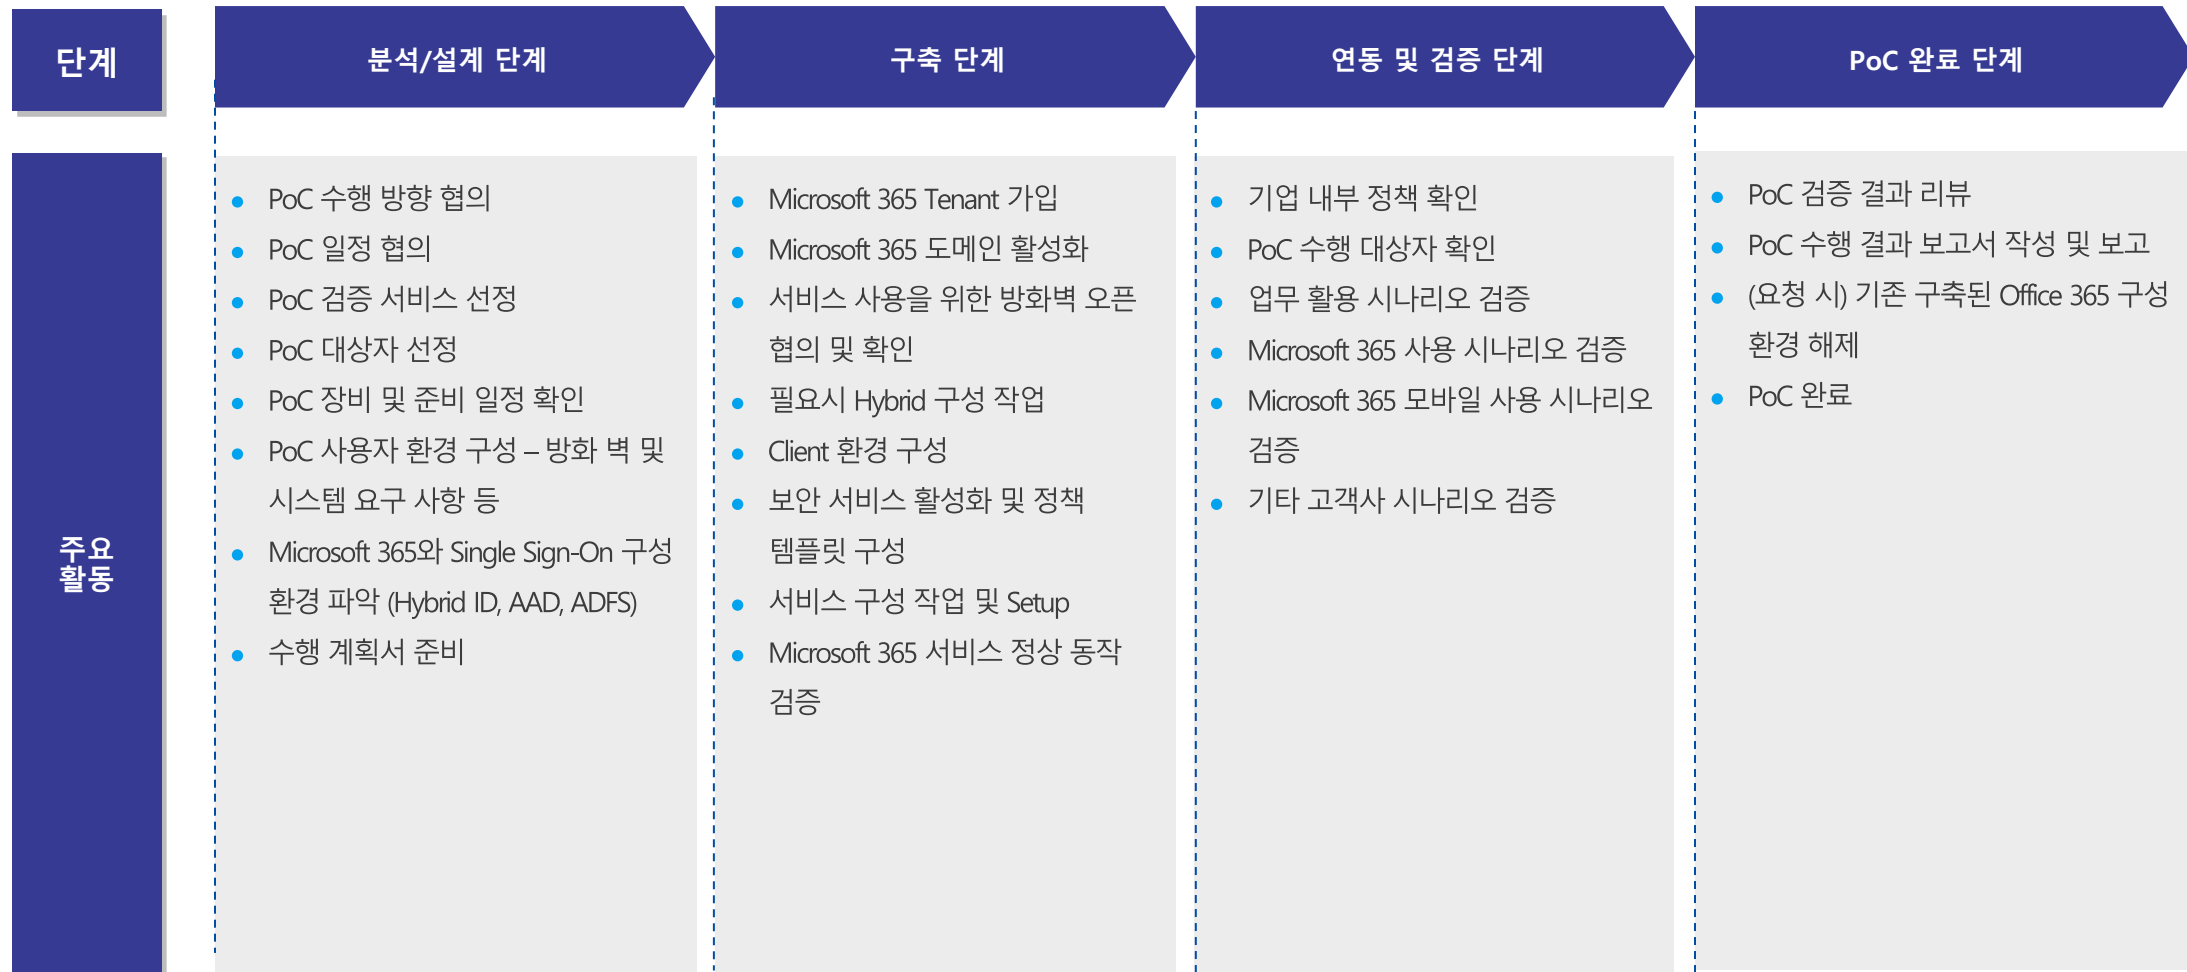 단계
분석/설계 단계
구축 단계
연동 및 검증 단계
PoC 완료 단계
주요
활동
PoC 수행 방향 협의
PoC 일정 협의
PoC 검증 서비스 선정
PoC 대상자 선정
PoC 장비 및 준비 일정 확인
PoC 사용자 환경 구성 – 방화 벽 및
시스템 요구 사항 등
Microsoft 365와 Single Sign-On 구성
환경 파악 (Hybrid ID, AAD, ADFS)
수행 계획서 준비
Microsoft 365 Tenant 가입
Microsoft 365 도메인 활성화
서비스 사용을 위한 방화벽 오픈
협의 및 확인
필요시 Hybrid 구성 작업
Client 환경 구성
보안 서비스 활성화 및 정책
템플릿 구성
서비스 구성 작업 및 Setup
Microsoft 365 서비스 정상 동작
검증
기업 내부 정책 확인
PoC 수행 대상자 확인
업무 활용 시나리오 검증
Microsoft 365 사용 시나리오 검증
Microsoft 365 모바일 사용 시나리오
검증
기타 고객사 시나리오 검증
PoC 검증 결과 리뷰
PoC 수행 결과 보고서 작성 및 보고
(요청 시) 기존 구축된 Office 365 구성
환경 해제
PoC 완료